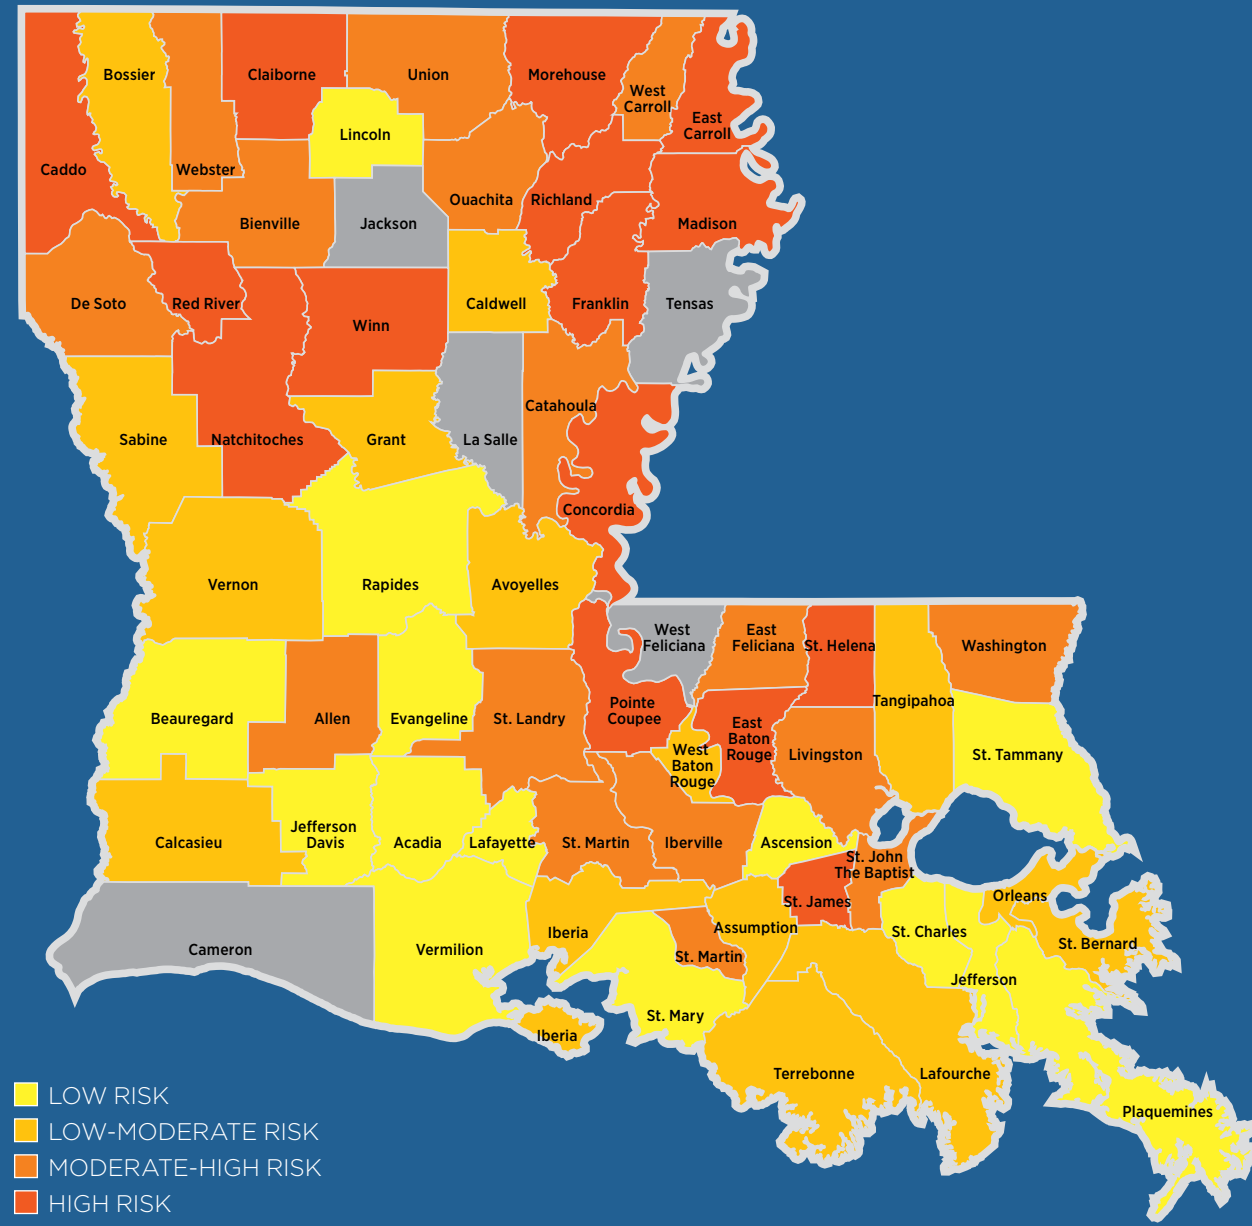 Bossier
Claiborne
Union
Morehouse
West
Carroll
East
Carroll
Lincoln
Caddo
Webster
Ouachita
Richland
Bienville
Jackson
Madison
De Soto
Red River
Caldwell
Franklin
Tensas
Winn
Catahoula
Sabine
Natchitoches
Grant
La Salle
Concordia
Vernon
Rapides
Avoyelles
West
Feliciana
East
Feliciana
St. Helena
Washington
Tangipahoa
Beauregard
Allen
Evangeline
St. Landry
Pointe
Coupee
East
Baton
Rouge
West
Baton
Rouge
Livingston
St. Tammany
Calcasieu
Jefferson
Davis
Acadia
Lafayette
St. Martin
Iberville
Ascension
St. John
The Baptist
St. James
Orleans
Cameron
Vermilion
Iberia
Assumption
St. Martin
St. Charles
St. Bernard
Jefferson
St. Mary
Iberia
Terrebonne
Lafourche
Plaquemines
LOW RISK
LOW-MODERATE RISK
MODERATE-HIGH RISK
HIGH RISK